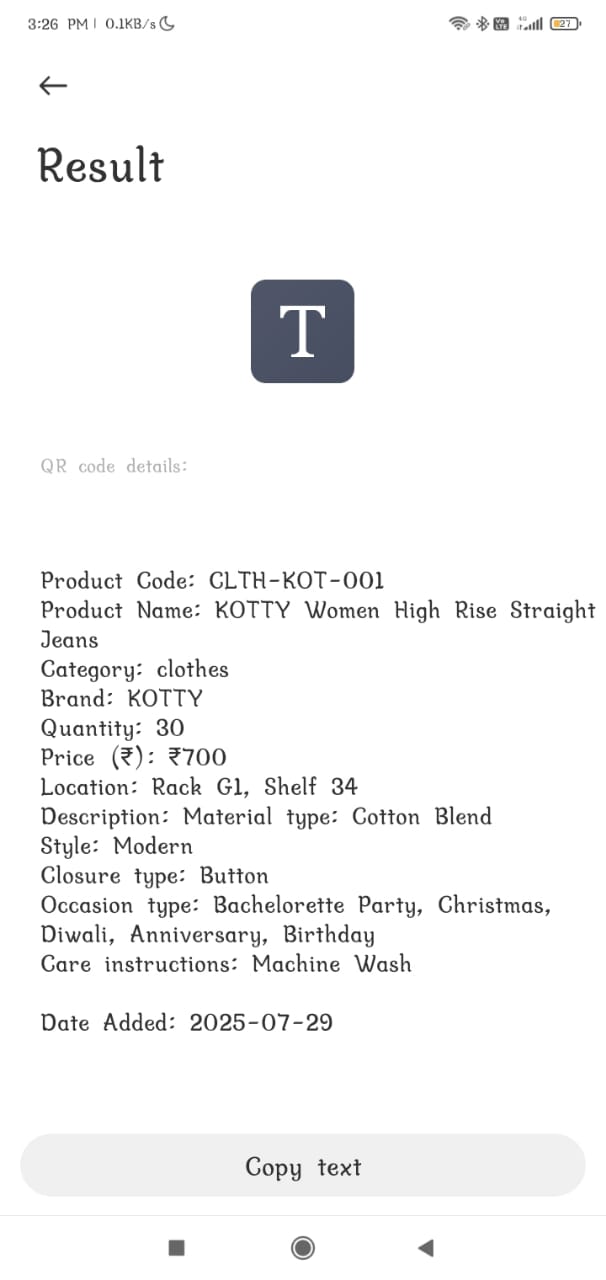 3:26 PM | 0.1KB/s
4G
27
Result
T
QR code details:
Product Code: CLTH-KOT-001
Product Name: KOTTY Women High Rise Straight
Jeans
Category: clothes
Brand: KOTTY
Quantity: 30
Price (₹): ₹700
Location: Rack G1, Shelf 34
Description: Material type: Cotton Blend
Style: Modern
Closure type: Button
Occasion type: Bachelorette Party, Christmas,
Diwali, Anniversary, Birthday
Care instructions: Machine Wash
Date Added: 2025-07-29
Copy text